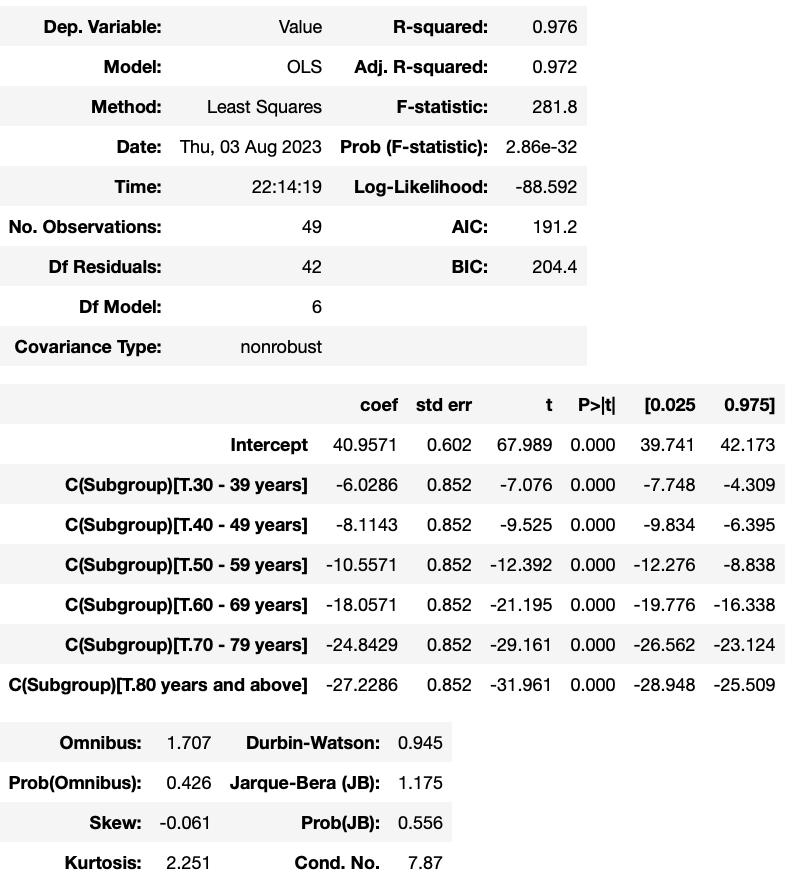 Dep. Variable: Value R-squared: 0.976
Model: OLS Adj. R-squared: 0.972
Method: Least Squares F-statistic: 281.8
Date: Thu, 03 Aug 2023 Prob (F-statistic): 2.86e-32
Time: 22:14:19 Log-Likelihood: -88.592
No. Observations: 49 AIC: 191.2
Df Residuals: 42 BIC: 204.4
Df Model: 6
Covariance Type: nonrobust
coef std err t P>|t| [0.025 0.975]
Intercept 40.9571 0.602 67.989 0.000 39.741 42.173
C(Subgroup)[T.30 - 39 years] -6.0286 0.852 -7.076 0.000 -7.748 -4.309
C(Subgroup)[T.40 - 49 years] -8.1143 0.852 -9.525 0.000 -9.834 -6.395
C(Subgroup)[T.50 - 59 years] -10.5571 0.852 -12.392 0.000 -12.276 -8.838
C(Subgroup)[T.60 - 69 years] -18.0571 0.852 -21.195 0.000 -19.776 -16.338
C(Subgroup)[T.70 - 79 years] -24.8429 0.852 -29.161 0.000 -26.562 -23.124
C(Subgroup)[T.80 years and above] -27.2286 0.852 -31.961 0.000 -28.948 -25.509
Omnibus: 1.707 Durbin-Watson: 0.945
Prob(Omnibus): 0.426 Jarque-Bera (JB): 1.175
Skew: -0.061 Prob(JB): 0.556
Kurtosis: 2.251 Cond. No. 7.87